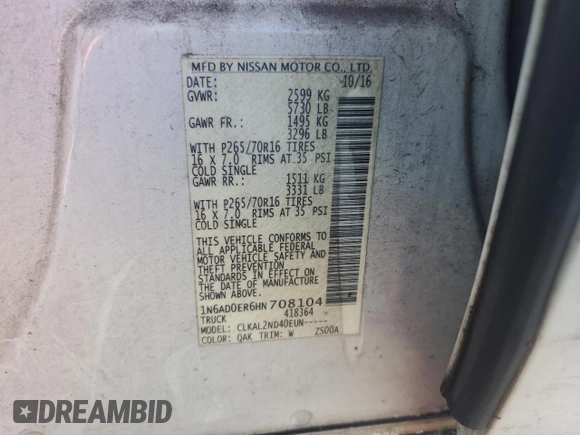 MFD BY NISSAN MOTOR CO., LTD.
DATE: 10/16
GVWR: 2599 KG
5730 LB
GAWR FR.: 1495 KG
3296 LB
WITH P265/70R16 TIRES
16 X 7.0 RIMS AT 35 PSI
COLD SINGLE
GAWR RR.: 1511 KG
3331 LB
WITH P265/70R16 TIRES
16 X 7.0 RIMS AT 35 PSI
COLD SINGLE
THIS VEHICLE CONFORMS TO
ALL APPLICABLE FEDERAL
MOTOR VEHICLE SAFETY AND
THEFT PREVENTION
STANDARDS IN EFFECT ON
THE DATE OF MANUFACTURE
SHOWN ABOVE.
1N6AD0ER6HN708104
TRUCK 418364
MODEL: CLKAL2ND40EUN-----
COLOR: QAK TRIM: W ZS00A
DREAMBID